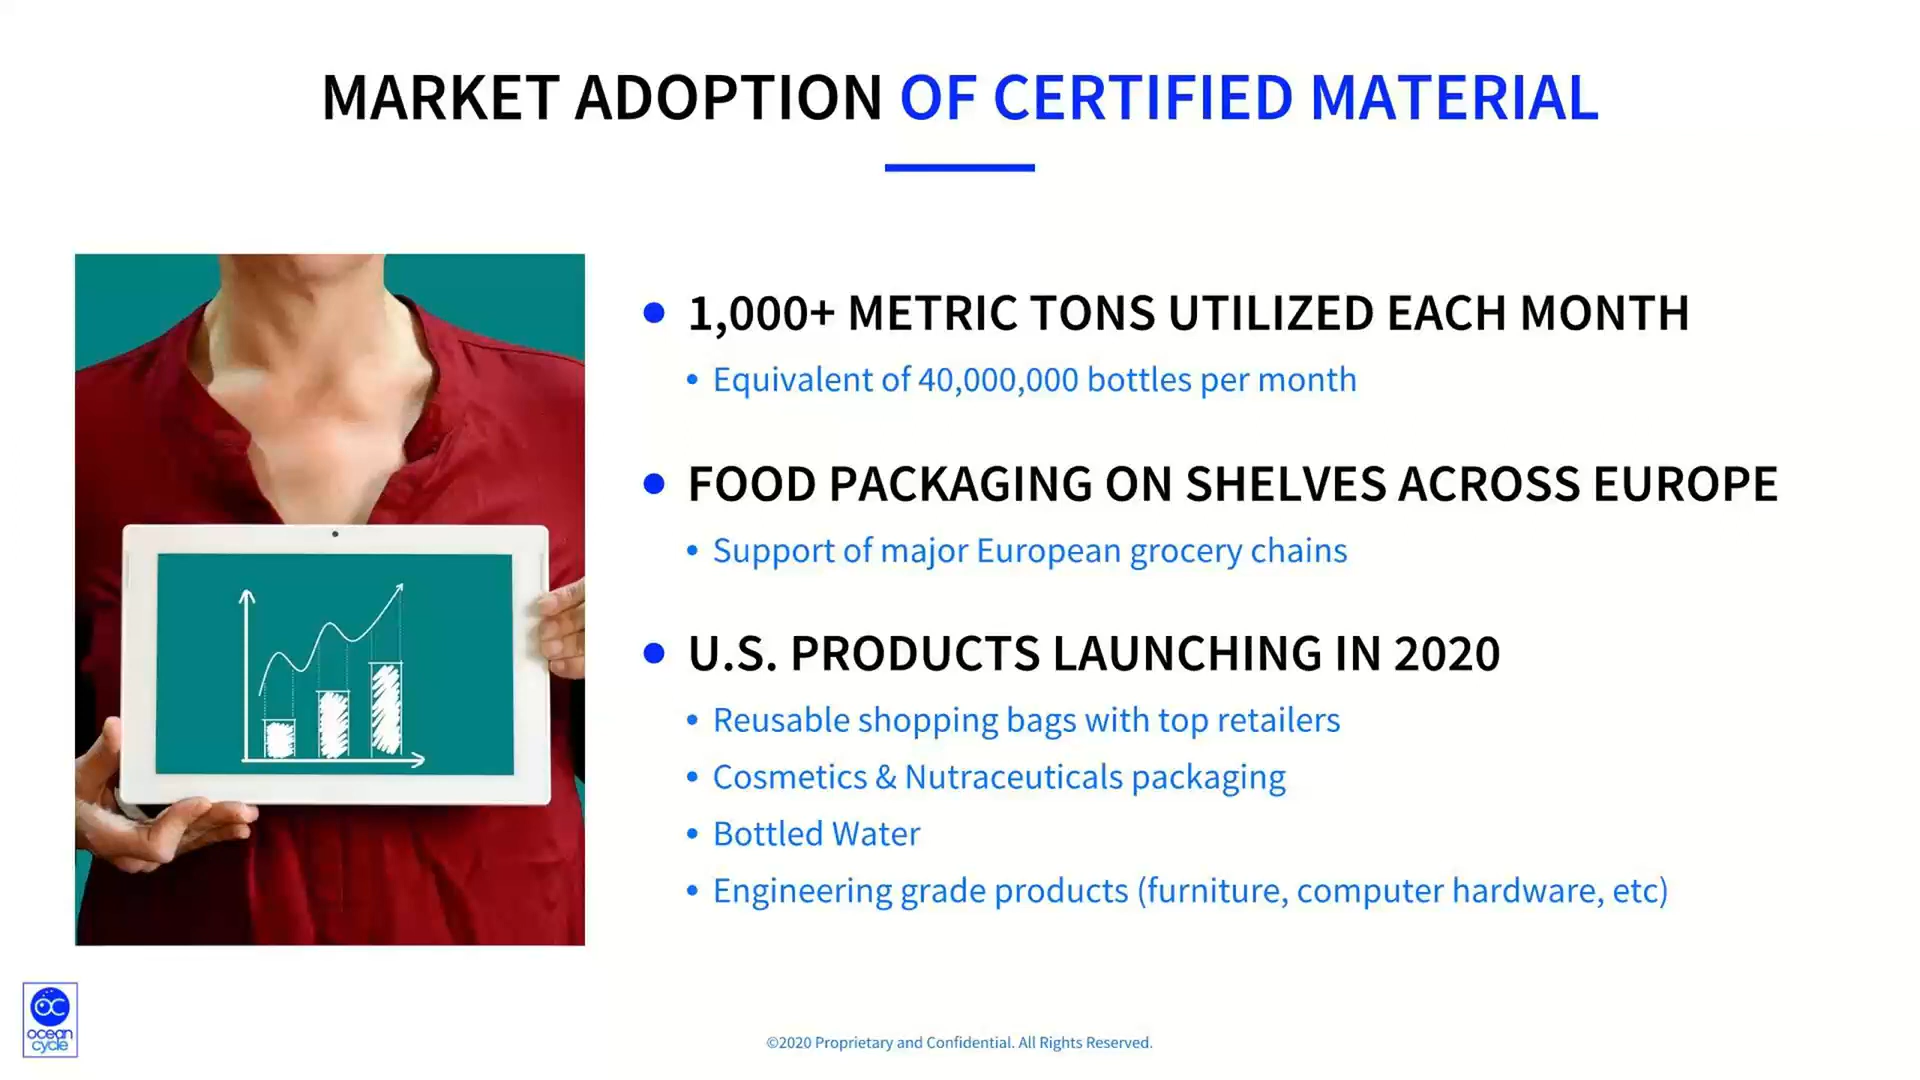 MARKET ADOPTION OF CERTIFIED MATERIAL
1,000+ METRIC TONS UTILIZED EACH MONTH
Equivalent of 40,000,000 bottles per month
FOOD PACKAGING ON SHELVES ACROSS EUROPE
Support of major European grocery chains
U.S. PRODUCTS LAUNCHING IN 2020
Reusable shopping bags with top retailers
Cosmetics & Nutraceuticals packaging
Bottled Water
Engineering grade products (furniture, computer hardware, etc)
OC
ocean
cycle
©2020 Proprietary and Confidential. All Rights Reserved.